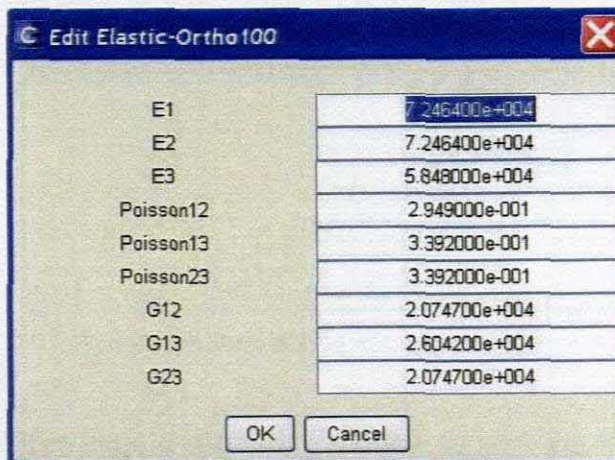 Edit Elastic-Ortho100
E1 7.246400e+004
E2 7.246400e+004
E3 5.848000e+004
Poisson12 2.949000e-001
Poisson13 3.392000e-001
Poisson23 3.392000e-001
G12 2.074700e+004
G13 2.604200e+004
G23 2.074700e+004
OK Cancel